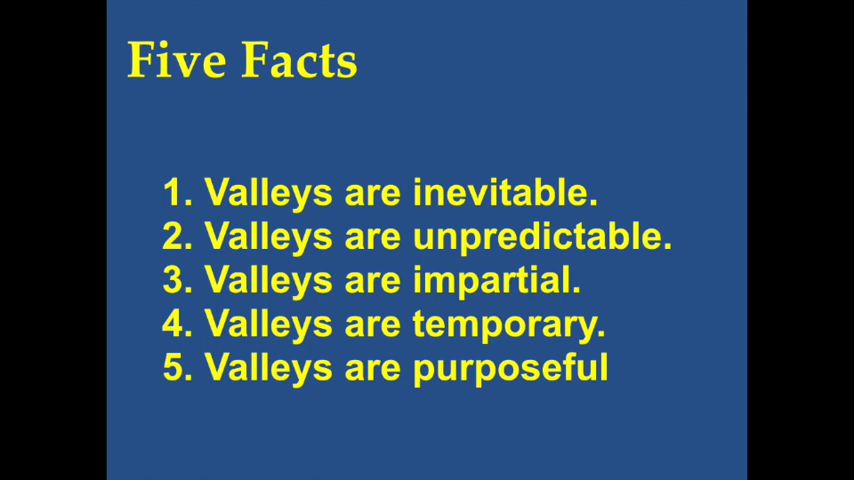 Five Facts
1. Valleys are inevitable.
2. Valleys are unpredictable.
3. Valleys are impartial.
4. Valleys are temporary.
5. Valleys are purposeful